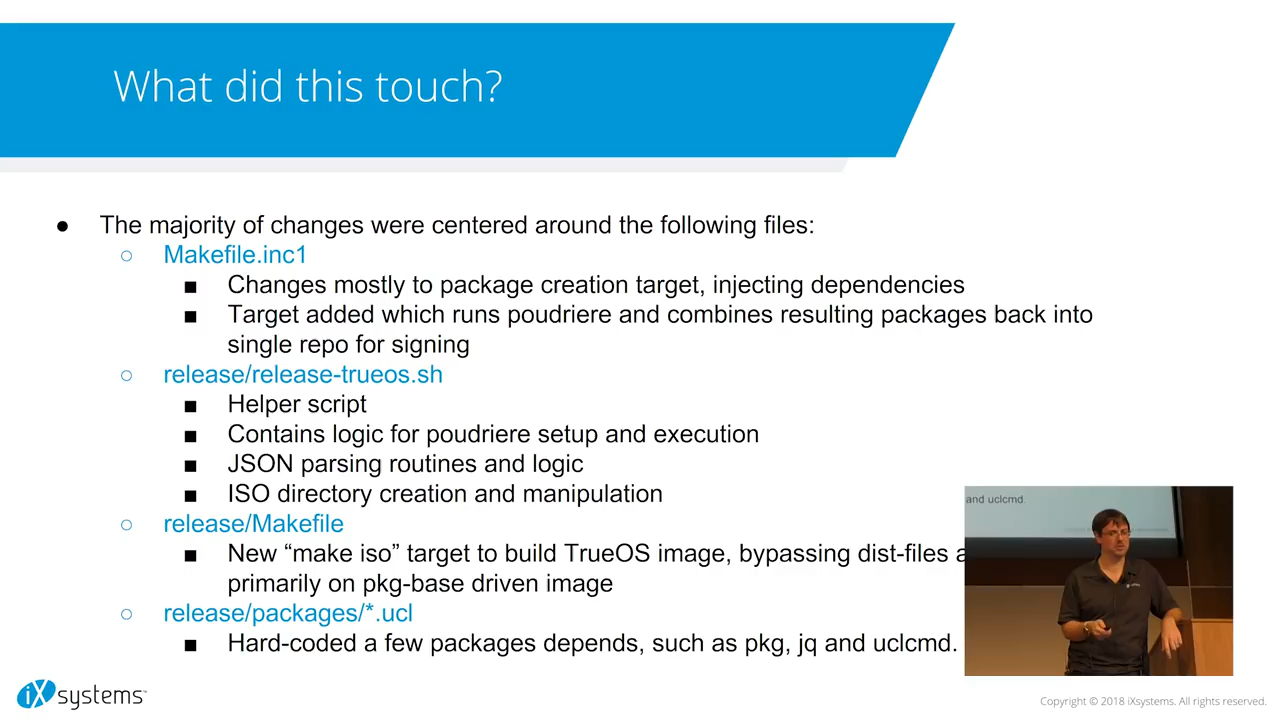 What did this touch?
● The majority of changes were centered around the following files:
○ Makefile.inc1
■ Changes mostly to package creation target, injecting dependencies
■ Target added which runs poudriere and combines resulting packages back into
single repo for signing
○ release/release-trueos.sh
■ Helper script
■ Contains logic for poudriere setup and execution
■ JSON parsing routines and logic
■ ISO directory creation and manipulation
○ release/Makefile
■ New “make iso” target to build TrueOS image, bypassing dist-files
primarily on pkg-base driven image
○ release/packages/*.ucl
■ Hard-coded a few packages depends, such as pkg, jq and uclcmd.
and uclcmd.
iXsystems™
Copyright © 2018 iXsystems. All rights reserved.